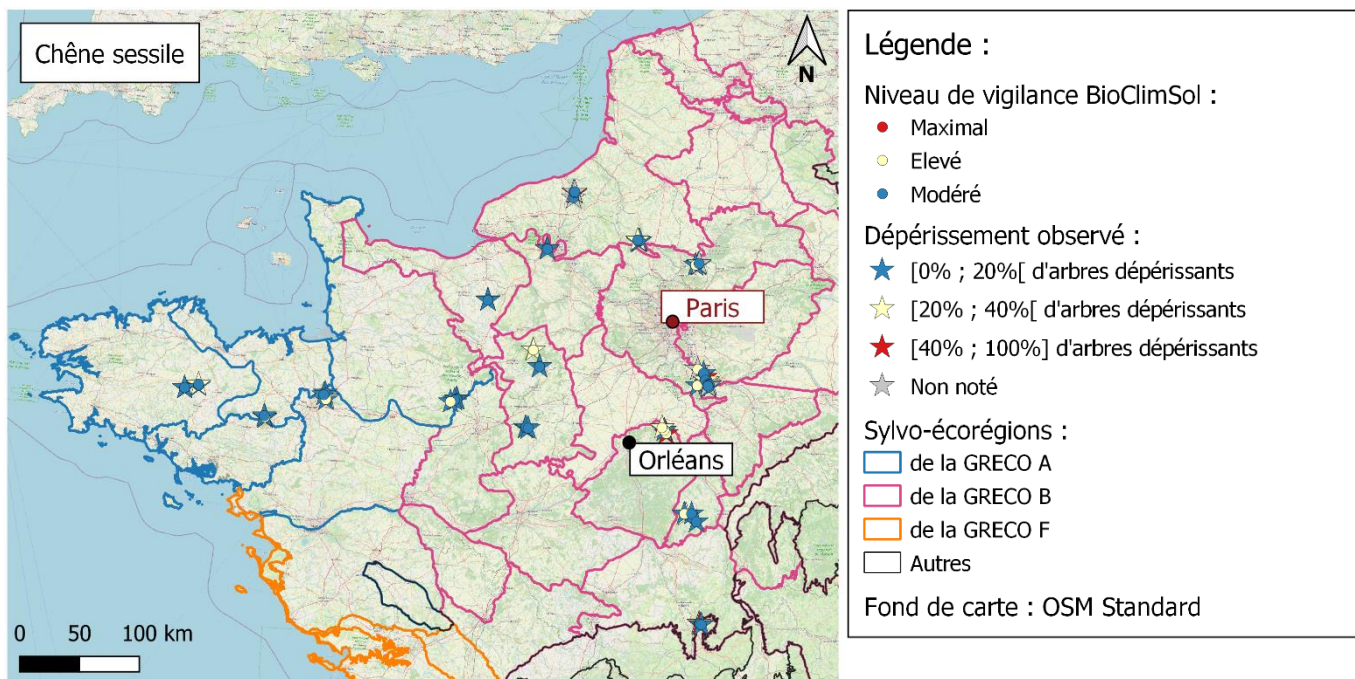 Chêne sessile
N
Paris
Orléans
0 50 100 km
Légende :
Niveau de vigilance BioClimSol :
Maximal
Elevé
Modéré
Dépérissement observé :
[0% ; 20%[ d'arbres dépérissants
[20% ; 40%[ d'arbres dépérissants
[40% ; 100%] d'arbres dépérissants
Non noté
Sylvo-écorégions :
de la GRECO A
de la GRECO B
de la GRECO F
Autres
Fond de carte : OSM Standard